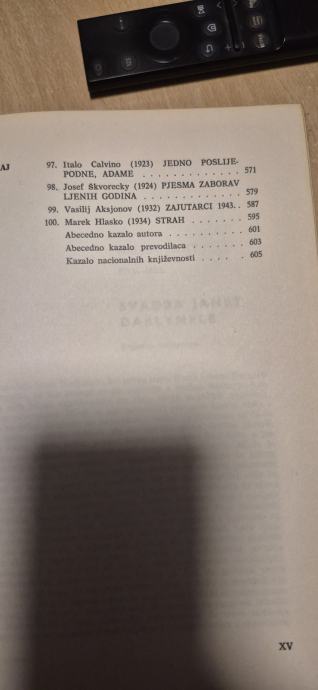 AJ
97. Italo Calvino (1923) JEDNO POSLIJE-
PODNE, ADAME . . . . . . . . . . . . . 571
98. Josef Škvorecky (1924) PJESMA ZABORAV
LJENIH GODINA . . . . . . . . . . . . . 579
99. Vasilij Aksjonov (1932) ZAJUTARCI 1943. . 587
100. Marek Hlasko (1934) STRAH . . . . . . . 595
Abecedno kazalo autora . . . . . . . . . . 601
Abecedno kazalo prevodilaca . . . . . . . 603
Kazalo nacionalnih književnosti . . . . . 605
XV